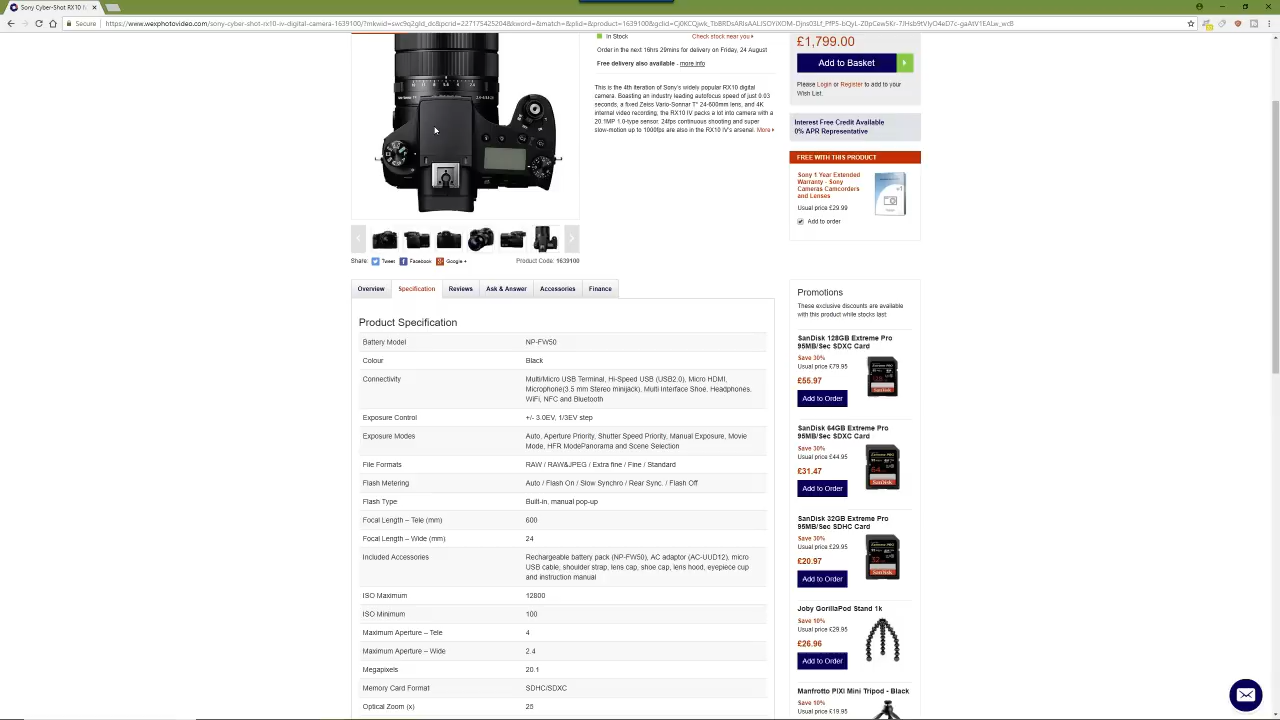 Sony Cyber-Shot RX10 I
Secure
https://www.wexphotovideo.com/sony-cyber-shot-rx10-iv-digital-camera-1639100/
In Stock
Check stock near you
Order in the next 16hrs 29mins for delivery on Friday, 24 August
Free delivery also available - more info
This is the 4th iteration of Sony's widely popular RX10 digital
camera. Boasting an industry leading autofocus speed of just 0.03
seconds, a fixed Zeiss Vario-Sonnar T* 24-600mm lens, and 4K
internal video recording; the RX10 IV packs a lot into camera with a
20.1MP 1.0-type sensor. 24fps continuous shooting and super
slow-motion up to 1000fps are also in the RX10 IV's arsenal. More
£1,799.00
Add to Basket
Please Login or Register to add to your
Wish List.
Interest Free Credit Available
0% APR Representative
FREE WITH THIS PRODUCT
Sony 1 Year Extended
Warranty - Sony
Cameras Camcorders
and Lenses
Usual price £29.99
Add to order
Share:
Tweet
Facebook
Google +
Product Code: 1639100
Overview
Specification
Reviews
Ask & Answer
Accessories
Finance
Product Specification
Battery Model NP-FW50
Colour Black
Connectivity Multi/Micro USB Terminal, Hi-Speed USB (USB2.0), Micro HDMI,
Microphone(3.5 mm Stereo minijack), Multi Interface Shoe, Headphones,
WiFi, NFC and Bluetooth
Exposure Control +/- 3.0EV, 1/3EV step
Exposure Modes Auto, Aperture Priority, Shutter Speed Priority, Manual Exposure, Movie
Mode, HFR ModePanorama and Scene Selection
File Formats RAW / RAW&JPEG / Extra fine / Fine / Standard
Flash Metering Auto / Flash On / Slow Synchro / Rear Sync. / Flash Off
Flash Type Built-in, manual pop-up
Focal Length – Tele (mm) 600
Focal Length – Wide (mm) 24
Included Accessories Rechargeable battery pack (NP-FW50), AC adaptor (AC-UUD12), micro
USB cable, shoulder strap, lens cap, shoe cap, lens hood, eyepiece cup
and instruction manual
ISO Maximum 12800
ISO Minimum 100
Maximum Aperture – Tele 4
Maximum Aperture – Wide 2.4
Megapixels 20.1
Memory Card Format SDHC/SDXC
Optical Zoom (x) 25
Promotions
These exclusive discounts are available
with this product while stocks last:
SanDisk 128GB Extreme Pro
95MB/Sec SDXC Card
Save 30%
Usual price £79.95
£55.97
Add to Order
SanDisk 64GB Extreme Pro
95MB/Sec SDXC Card
Save 30%
Usual price £44.95
£31.47
Add to Order
SanDisk 32GB Extreme Pro
95MB/Sec SDHC Card
Save 30%
Usual price £29.95
£20.97
Add to Order
Joby GorillaPod Stand 1k
Save 10%
Usual price £29.95
£26.96
Add to Order
Manfrotto PIXI Mini Tripod - Black
Save 10%
Usual price £19.95